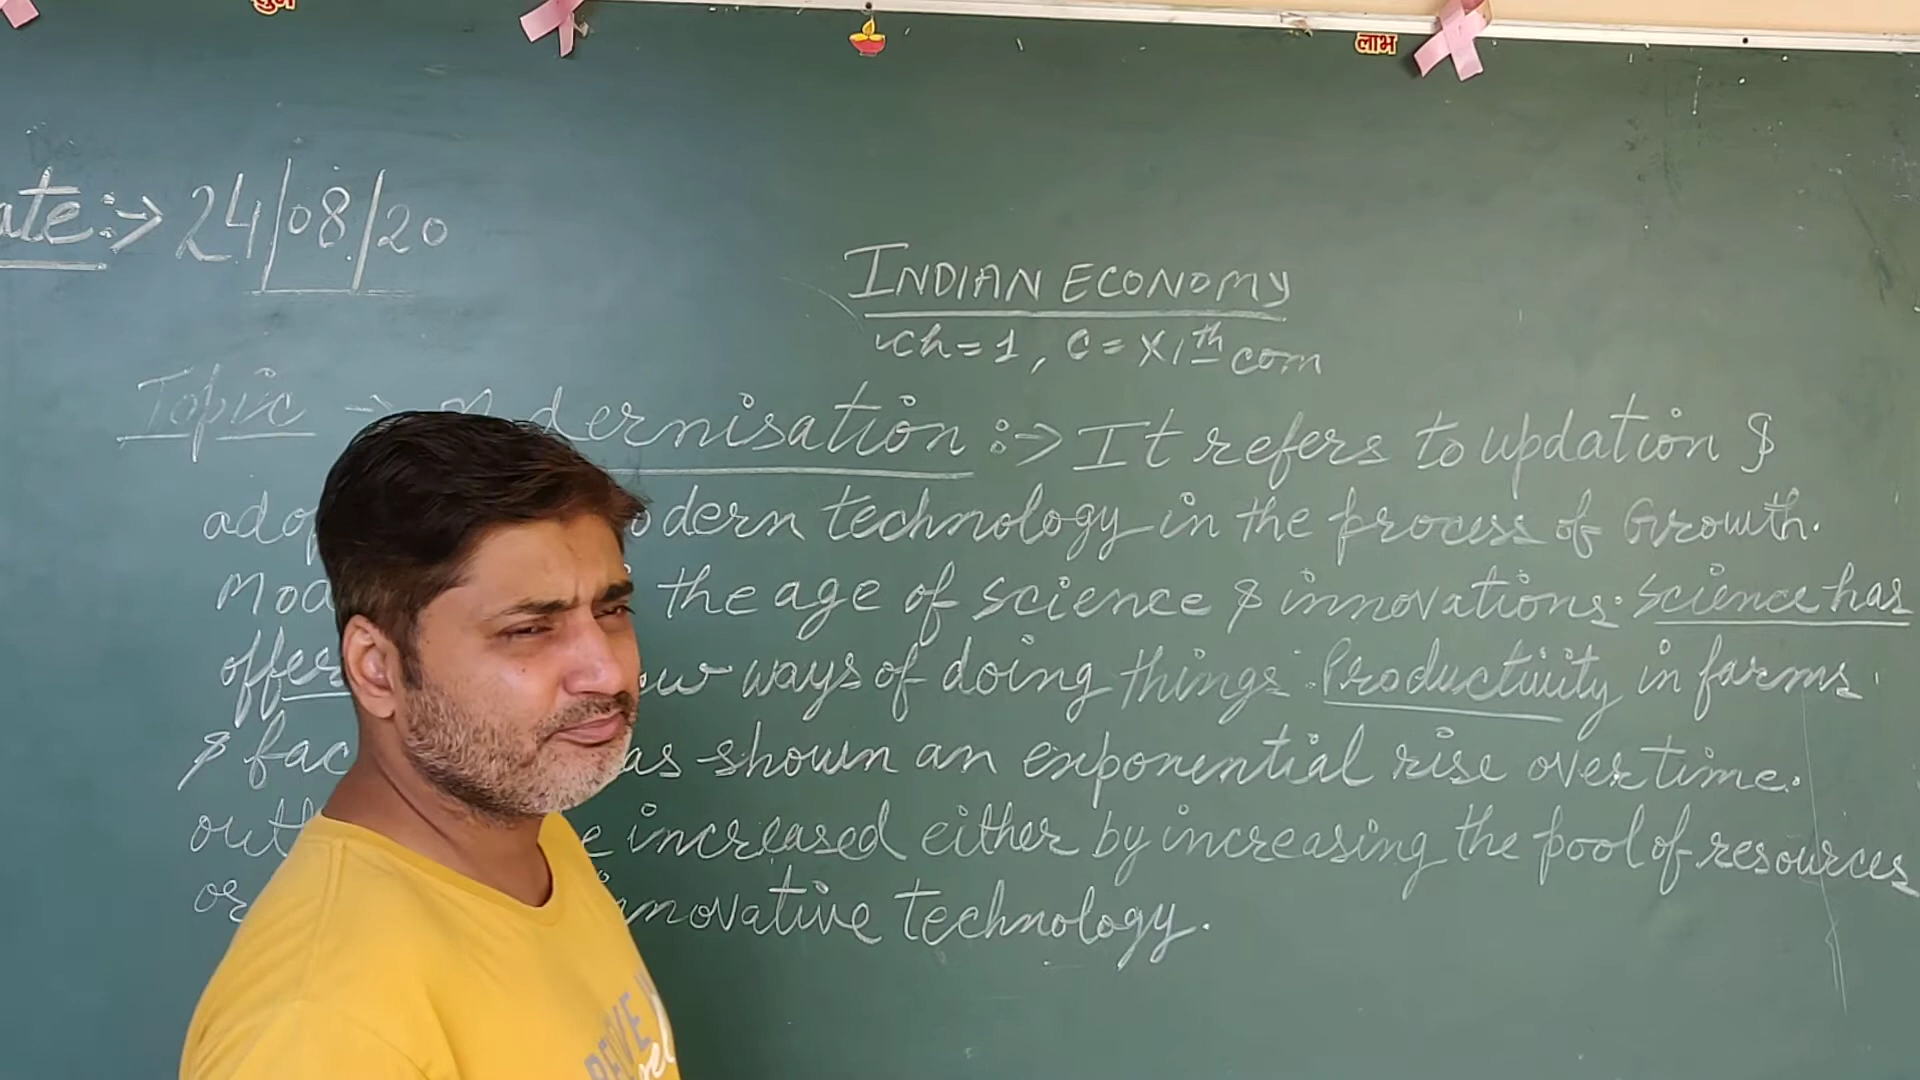 शुभ
लाभ
ate :-> 24/08/20
INDIAN ECONOMY
Ch=1, C=XIth com
Topic -> dernisation :-> It refers to updation &
ado odern technology in the process of Growth.
Mod the age of science & innovations. Science has
offer ways of doing things. Productivity in farms
& fac as shown an exponential rise over time.
out e increased either by increasing the pool of resources
or innovative technology.